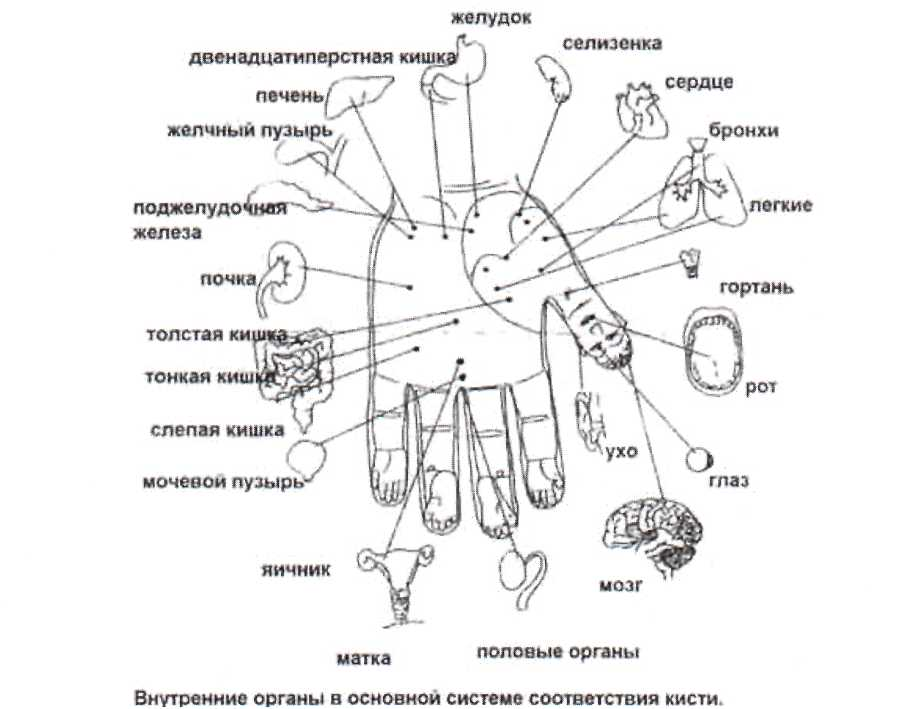 желудок
двенадцатиперстная кишка
селизенка
печень
сердце
желчный пузырь
бронхи
поджелудочная
железа
легкие
почка
гортань
толстая кишка
тонкая кишка
рот
слепая кишка
ухо
мочевой пузырь
глаз
яичник
мозг
матка
половые органы
Внутренние органы в основной системе соответствия кисти.